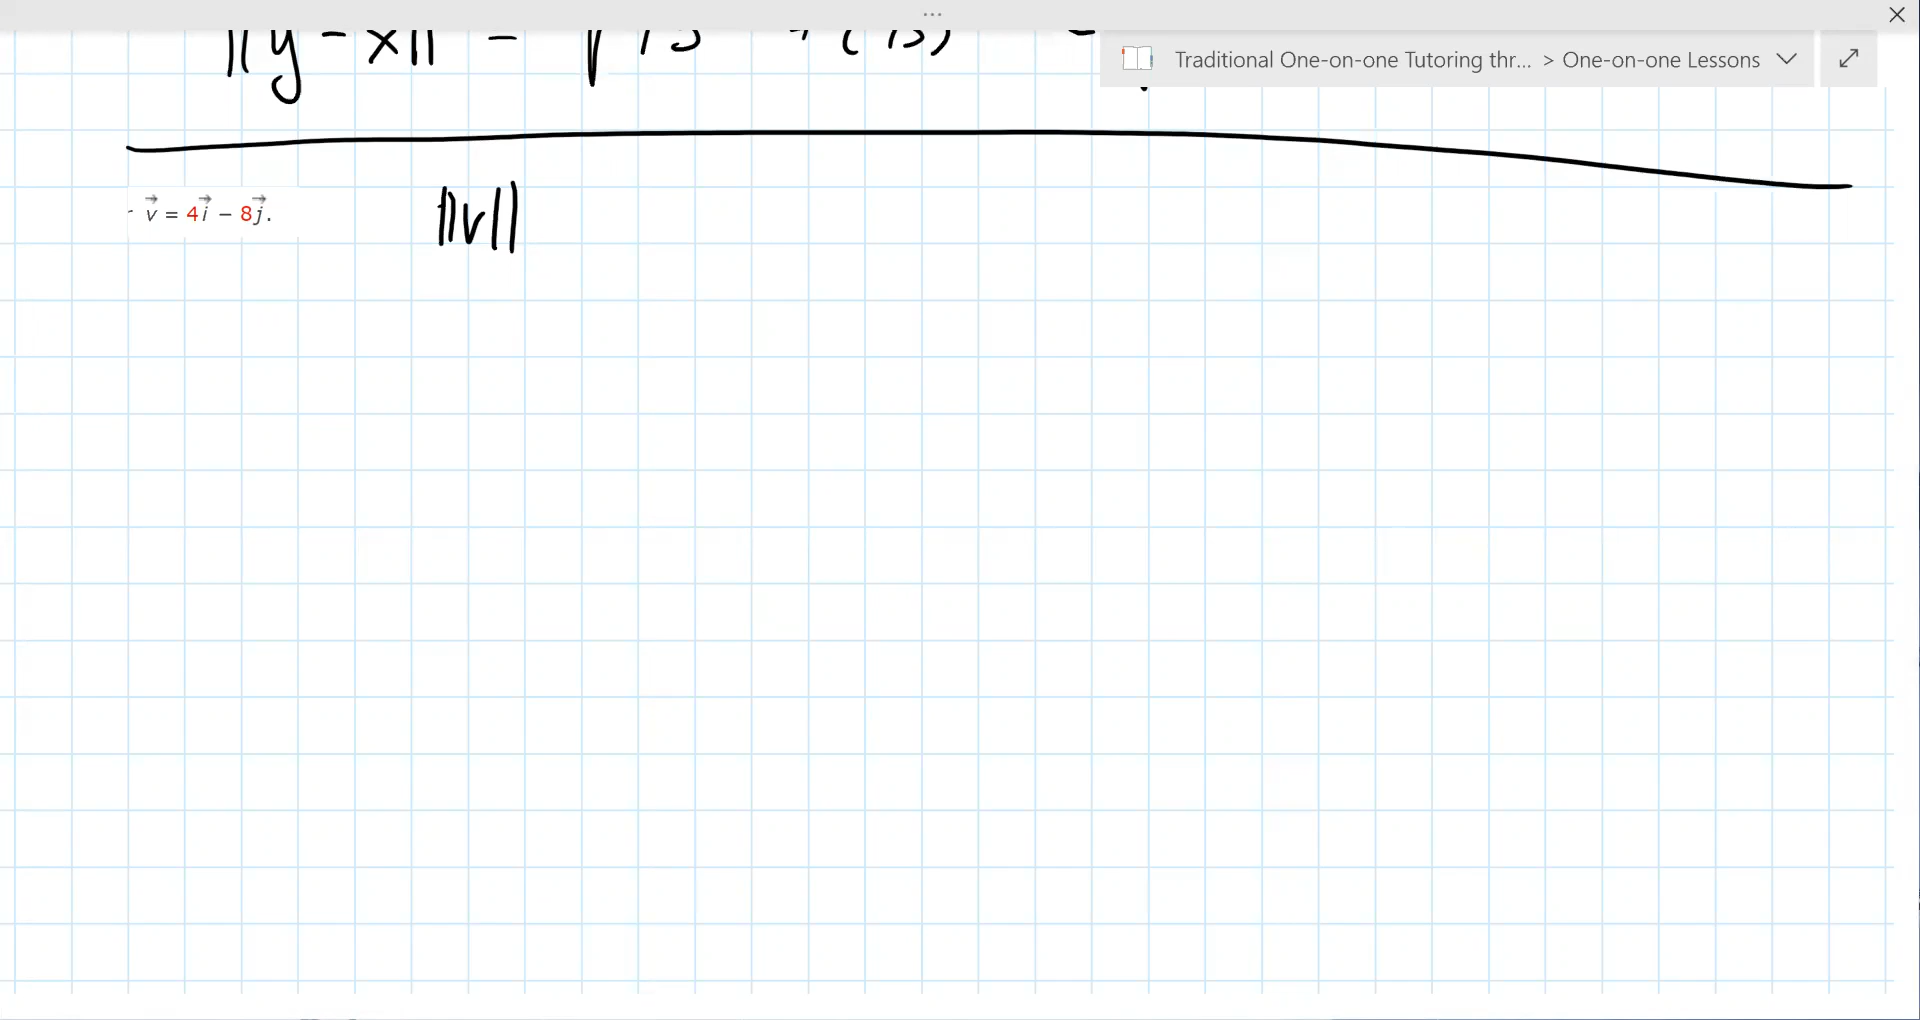 ||y - x|| =
Traditional One-on-one Tutoring thr... > One-on-one Lessons
v⃗ = 4i⃗ − 8j⃗.
||v||